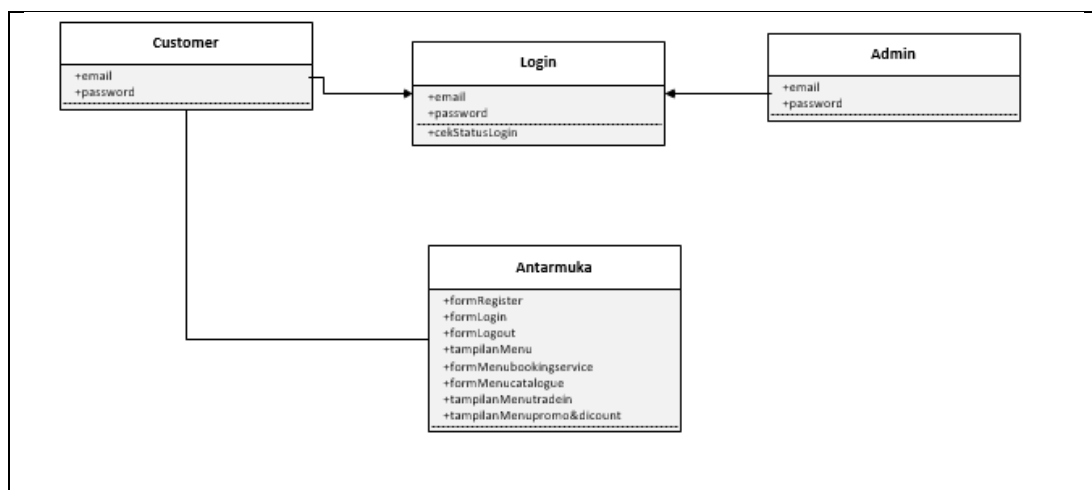 Customer
+email
+password
Login
+email
+password
+cekStatusLogin
Admin
+email
+password
Antarmuka
+formRegister
+formLogin
+formLogout
+tampilanMenu
+formMenubookingservice
+formMenucatalogue
+tampilanMenutradein
+tampilanMenupromo&dicount